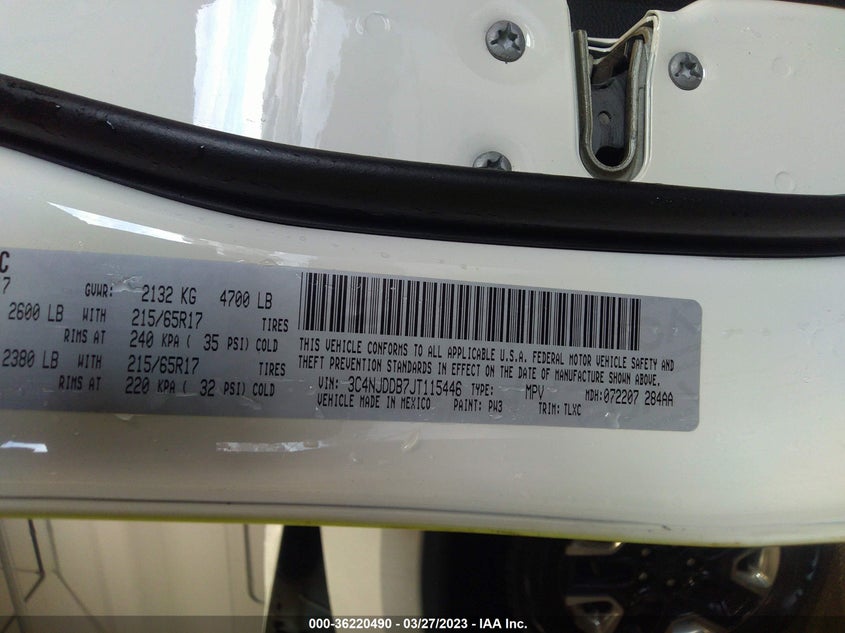 C
7
GVWR: 2132 KG 4700 LB
2600 LB WITH 215/65R17 TIRES
RIMS AT 240 KPA ( 35 PSI) COLD
2380 LB WITH 215/65R17 TIRES
RIMS AT 220 KPA ( 32 PSI) COLD
THIS VEHICLE CONFORMS TO ALL APPLICABLE U.S.A. FEDERAL MOTOR VEHICLE SAFETY AND
THEFT PREVENTION STANDARDS IN EFFECT ON THE DATE OF MANUFACTURE SHOWN ABOVE.
VIN: 3C4NJDDB7JT115446 TYPE: MPV MDH: 072207 284AA
VEHICLE MADE IN MEXICO PAINT: PW3 TRIM: TLXC
000-36220490 - 03/27/2023 - IAA Inc.